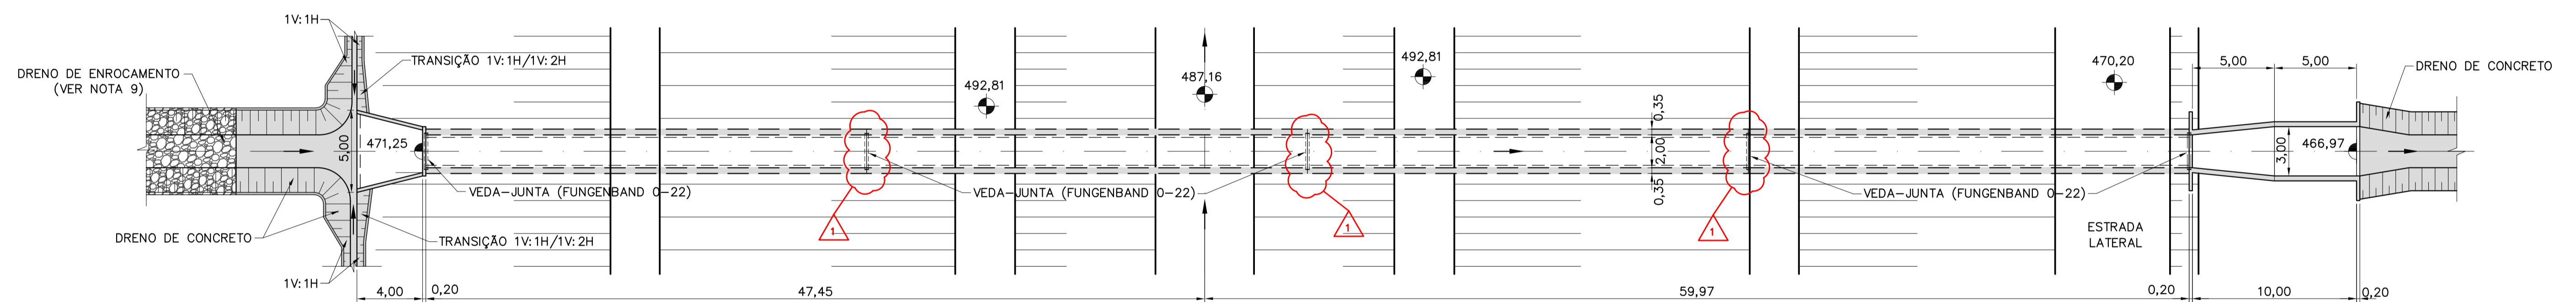 1V:1H
DRENO DE ENROCAMENTO
(VER NOTA 9)
TRANSIÇÃO 1V:1H/1V:2H
5,00
471,25
VEDA-JUNTA (FUNGENBAND O-22)
DRENO DE CONCRETO
TRANSIÇÃO 1V:1H/1V:2H
1V:1H
4,00
0,20
47,45
1
492,81
VEDA-JUNTA (FUNGENBAND O-22)
487,16
1
492,81
0,35
2,00
0,35
1
59,97
470,20
VEDA-JUNTA (FUNGENBAND O-22)
ESTRADA
LATERAL
0,20
5,00
5,00
DRENO DE CONCRETO
3,00
466,97
10,00
0,20